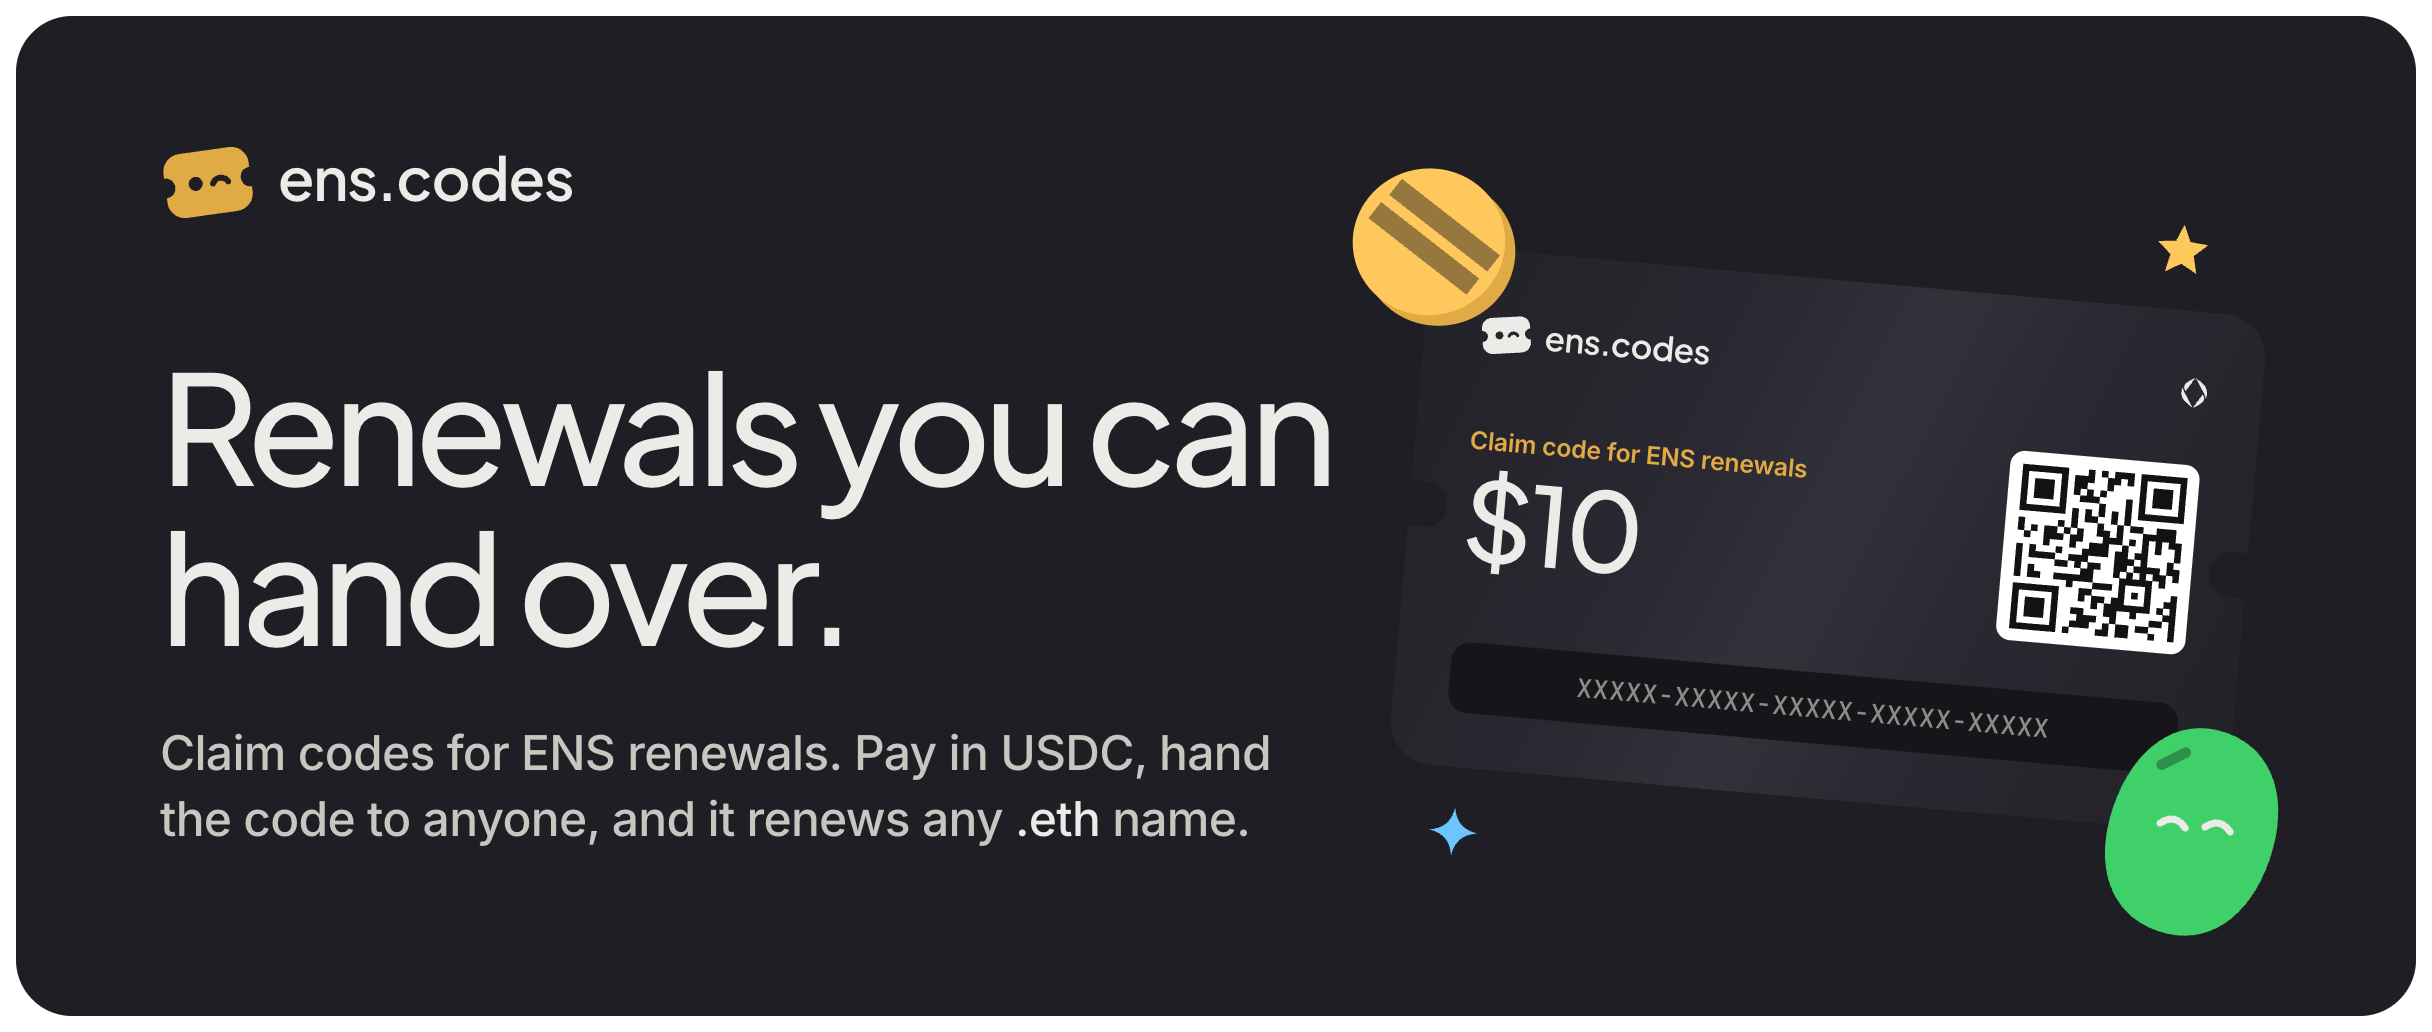 ens.codes
Renewals you can
hand over.
Claim codes for ENS renewals. Pay in USDC, hand
the code to anyone, and it renews any .eth name.
ens.codes
Claim code for ENS renewals
$10
XXXXX-XXXXX-XXXXX-XXXXX-XXXXX